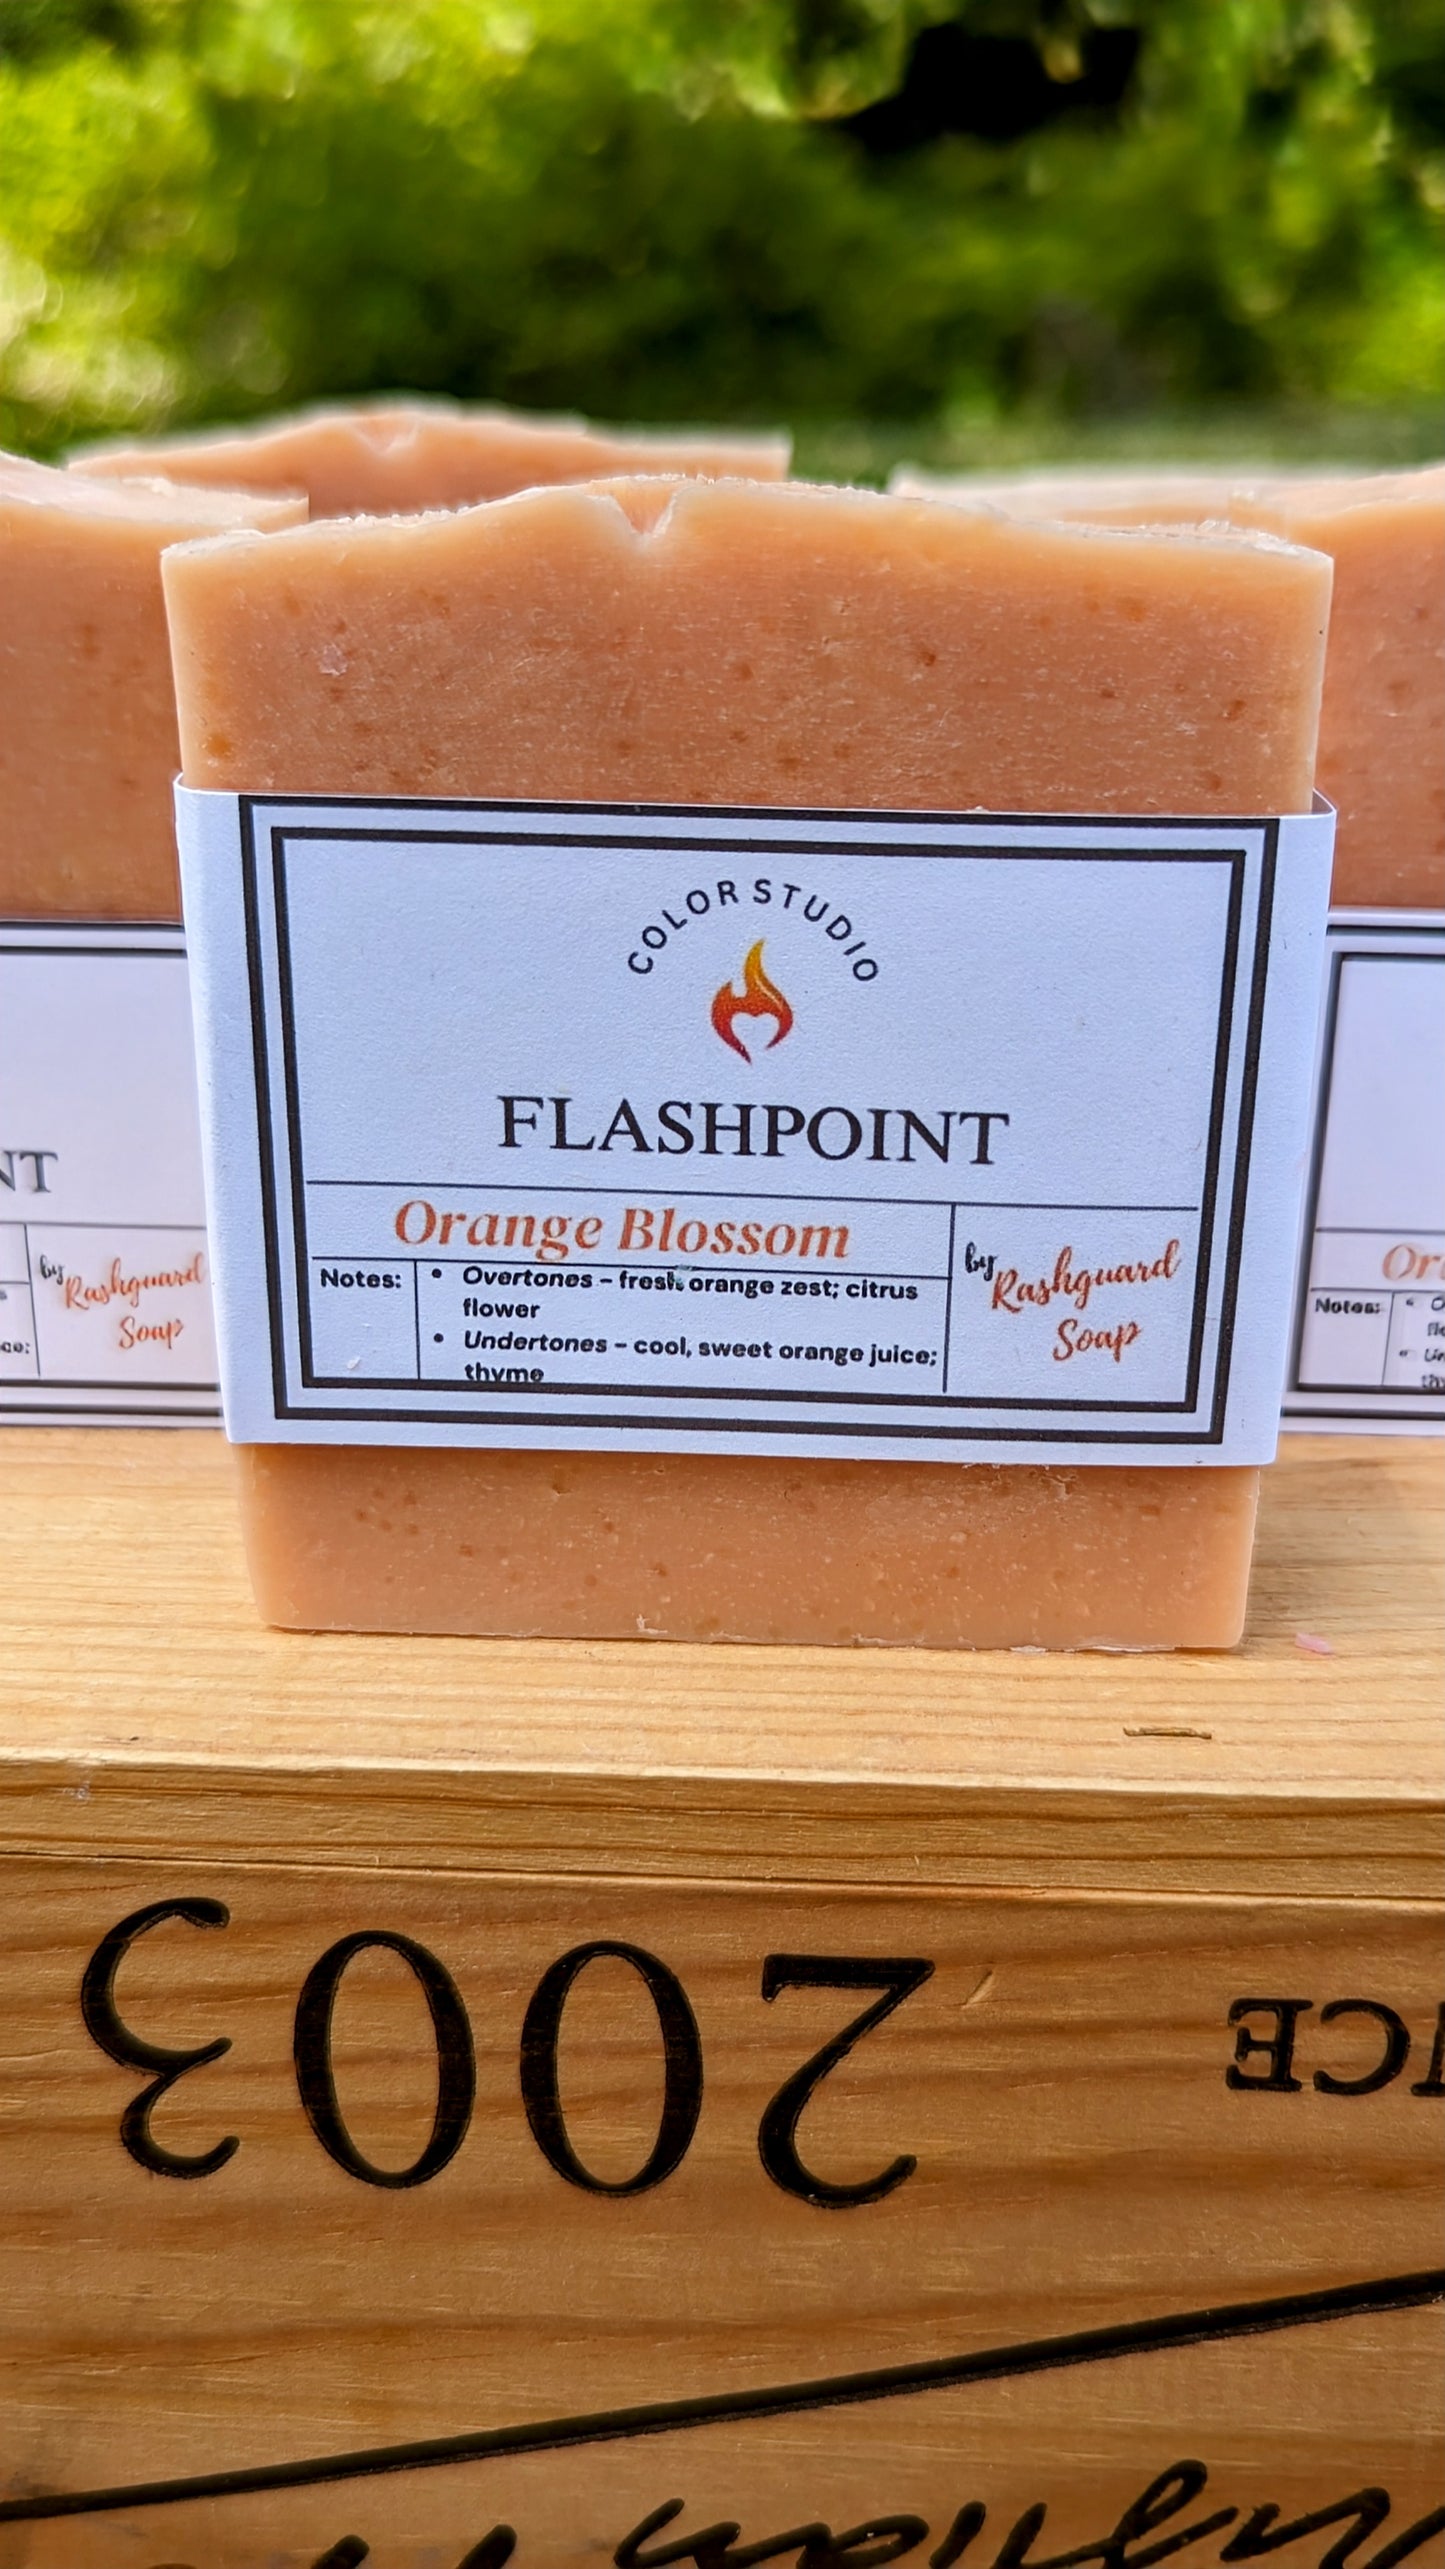 COLOR STUDIO
FLASHPOINT
Orange Blossom
Notes:
• Overtones – fresh orange zest; citrus
flower
• Undertones – cool, sweet orange juice;
thyme
by
Rashguard
Soap
NT
by
Rashguard
Soap
Notes:
2003